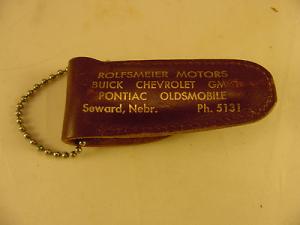 ROLFSMEIER MOTORS
BUICK CHEVROLET GMC
PONTIAC OLDSMOBILE
Seward, Nebr. Ph. 5131